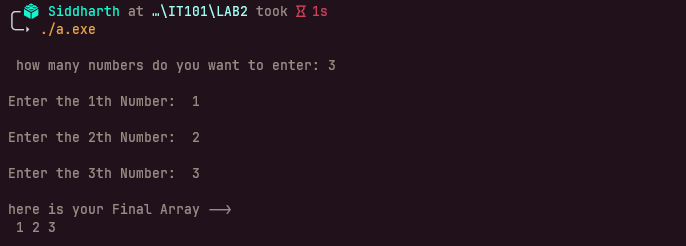 Siddharth at …\IT101\LAB2 took 1s
./a.exe
how many numbers do you want to enter: 3
Enter the 1th Number:  1
Enter the 2th Number:  2
Enter the 3th Number:  3
here is your Final Array -->
1 2 3